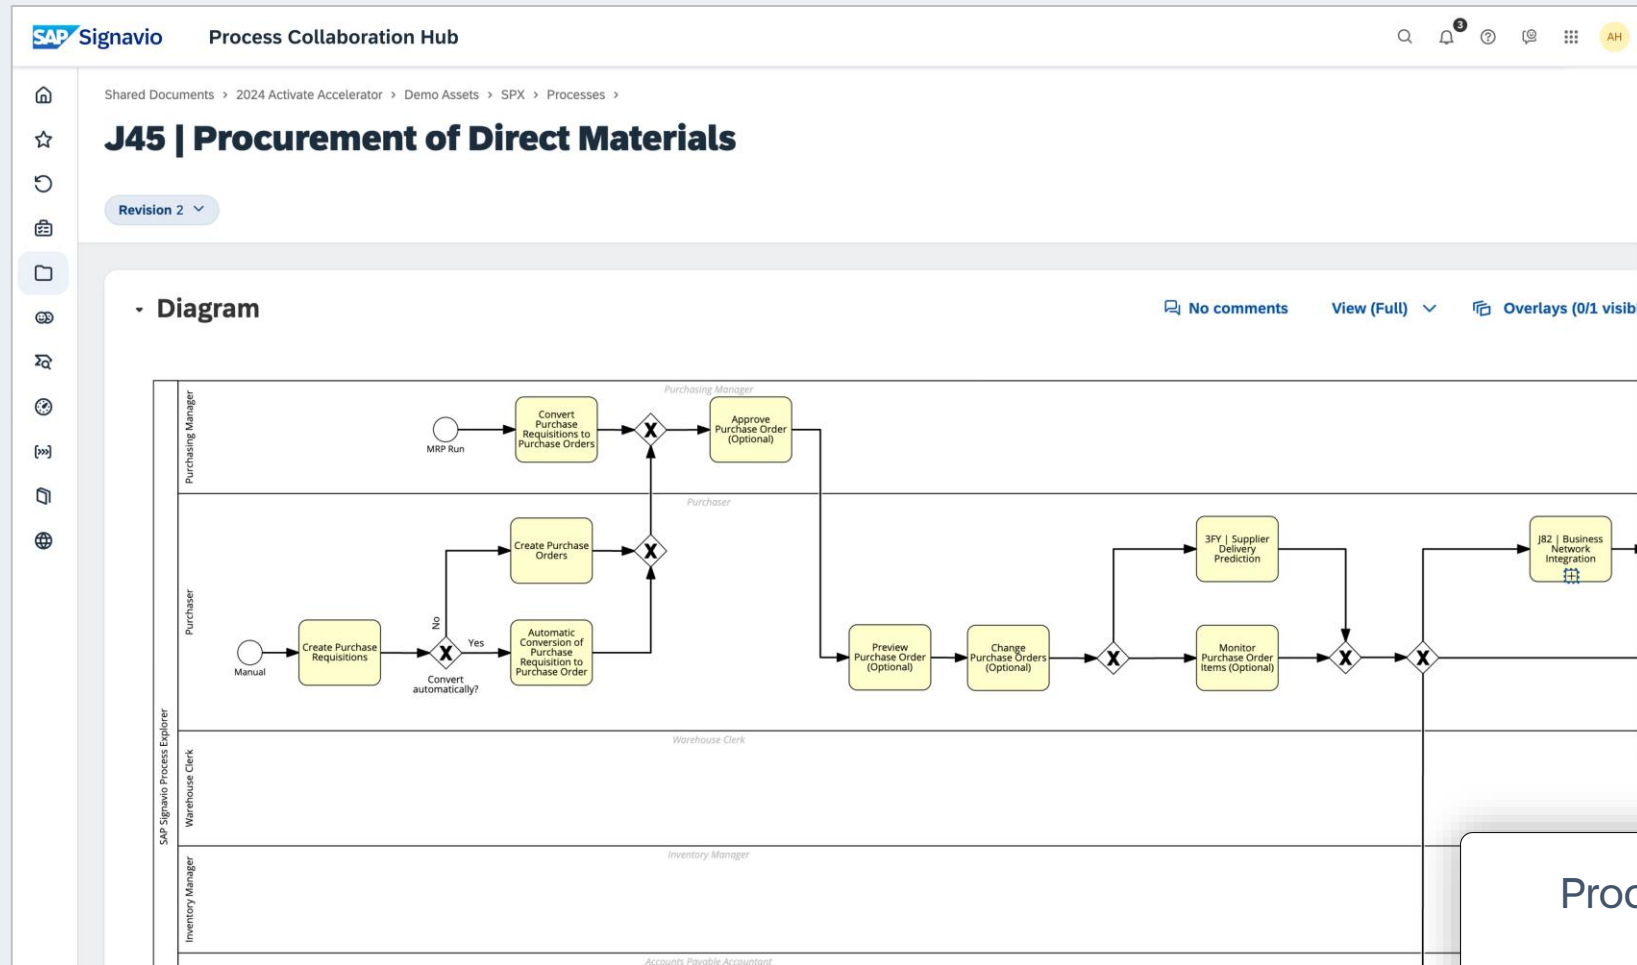 SAP Signavio
Process Collaboration Hub
3
AH
Shared Documents > 2024 Activate Accelerator > Demo Assets > SPX > Processes >
J45 | Procurement of Direct Materials
Revision 2
Diagram
No comments
View (Full)
Overlays (0/1 visib
SAP Signavio Process Explorer
Purchasing Manager
Purchasing Manager
MRP Run
Convert
Purchase
Requisitions to
Purchase Orders
X
Approve
Purchase Order
(Optional)
Purchaser
Purchaser
Manual
Create Purchase
Requisitions
X
Convert
automatically?
No
Yes
Create Purchase
Orders
Automatic
Conversion of
Purchase
Requisition to
Purchase Order
X
Preview
Purchase Order
(Optional)
Change
Purchase Orders
(Optional)
X
3FY | Supplier
Delivery
Prediction
Monitor
Purchase Order
Items (Optional)
X
X
J82 | Business
Network
Integration
Warehouse Clerk
Warehouse Clerk
Inventory Manager
Inventory Manager
Accounts Payable Accountant
Proc